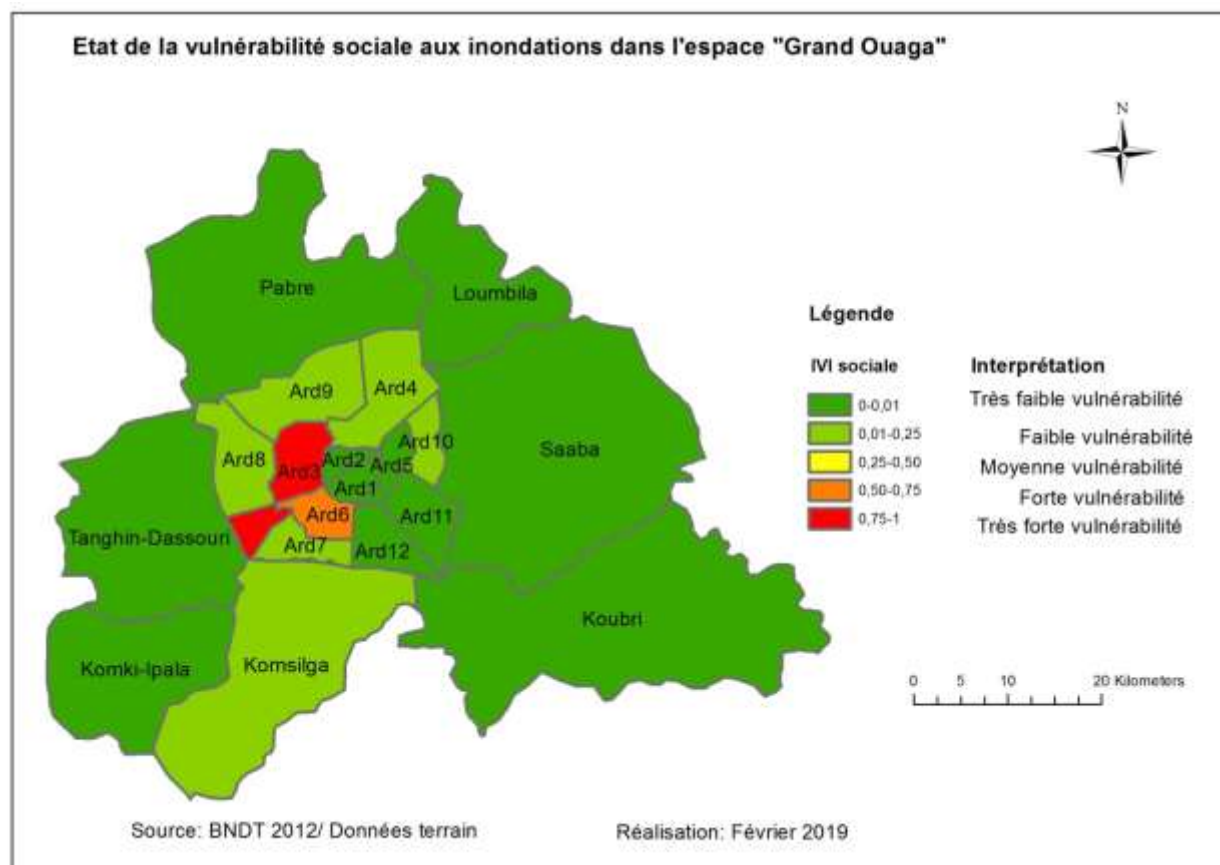 Etat de la vulnérabilité sociale aux inondations dans l'espace "Grand Ouaga"
N
Pabre
Loumbila
Ard9
Ard4
Ard10
Ard8
Ard3
Ard2
Ard5
Ard1
Saaba
Ard6
Ard11
Tanghin-Dassouri
Ard7
Ard12
Koubri
Komki-Ipala
Komsilga
Légende
IVI sociale
Interprétation
0-0,01
Très faible vulnérabilité
0,01-0,25
Faible vulnérabilité
0,25-0,50
Moyenne vulnérabilité
0,50-0,75
Forte vulnérabilité
0,75-1
Très forte vulnérabilité
0 5 10 20 Kilometers
Source: BNDT 2012/ Données terrain
Réalisation: Février 2019